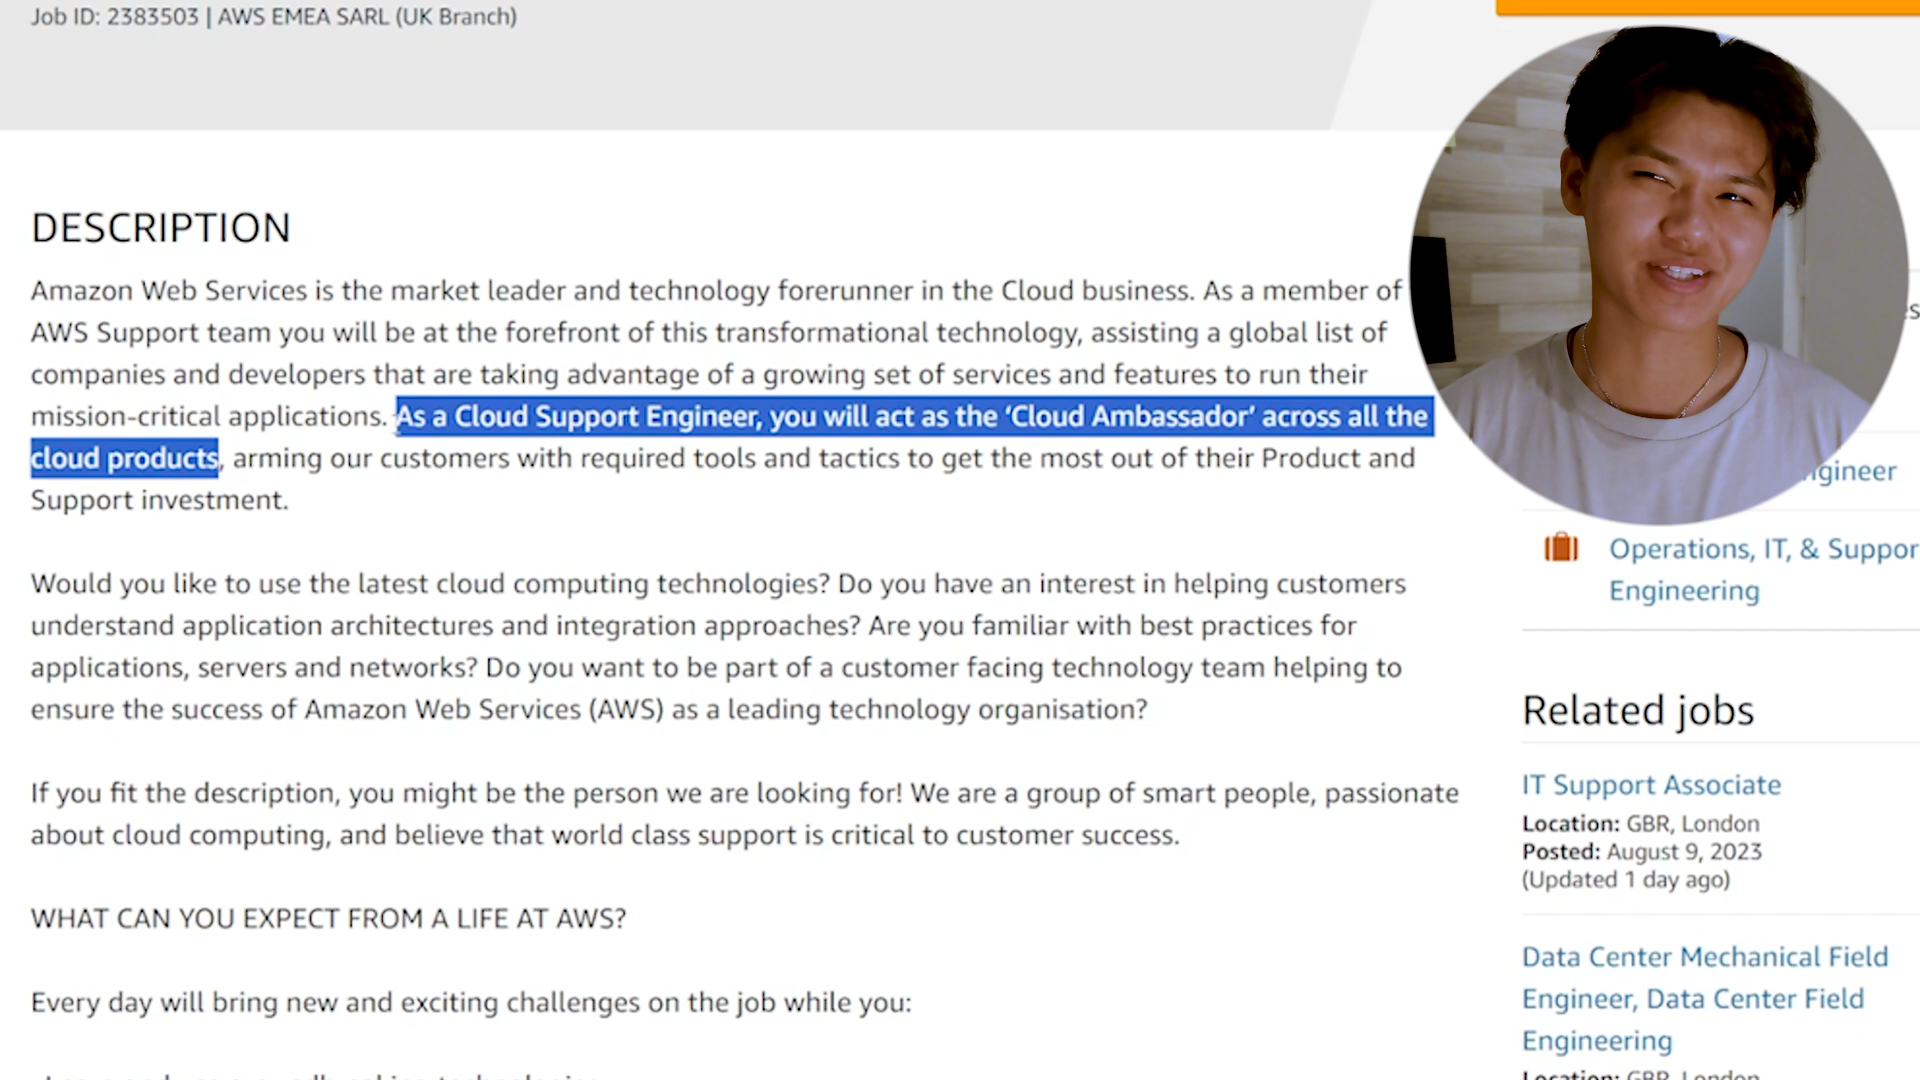 Job ID: 2383503 | AWS EMEA SARL (UK Branch)
DESCRIPTION
Amazon Web Services is the market leader and technology forerunner in the Cloud business. As a member of
AWS Support team you will be at the forefront of this transformational technology, assisting a global list of
companies and developers that are taking advantage of a growing set of services and features to run their
mission-critical applications. As a Cloud Support Engineer, you will act as the ‘Cloud Ambassador’ across all the
cloud products, arming our customers with required tools and tactics to get the most out of their Product and
Support investment.
Would you like to use the latest cloud computing technologies? Do you have an interest in helping customers
understand application architectures and integration approaches? Are you familiar with best practices for
applications, servers and networks? Do you want to be part of a customer facing technology team helping to
ensure the success of Amazon Web Services (AWS) as a leading technology organisation?
If you fit the description, you might be the person we are looking for! We are a group of smart people, passionate
about cloud computing, and believe that world class support is critical to customer success.
WHAT CAN YOU EXPECT FROM A LIFE AT AWS?
Every day will bring new and exciting challenges on the job while you:
ngineer
Operations, IT, & Suppor
Engineering
Related jobs
IT Support Associate
Location: GBR, London
Posted: August 9, 2023
(Updated 1 day ago)
Data Center Mechanical Field
Engineer, Data Center Field
Engineering
Location: GBR, London